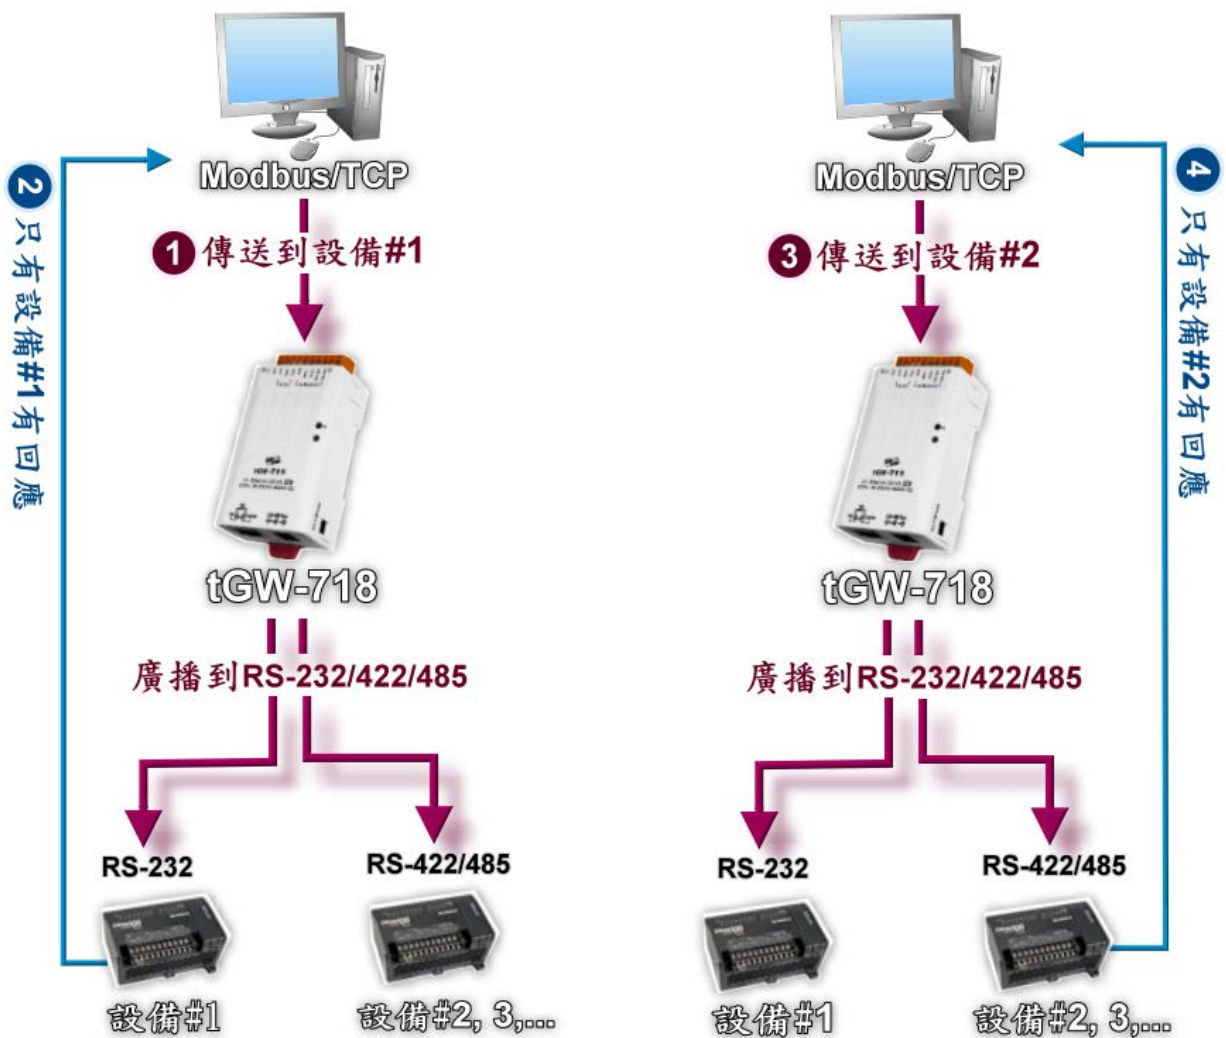 Modbus/TCP
1 傳送到設備#1
2 只有設備#1有回應
tGW-718
廣播到RS-232/422/485
RS-232
RS-422/485
設備#1
設備#2, 3,...
Modbus/TCP
3 傳送到設備#2
4 只有設備#2有回應
tGW-718
廣播到RS-232/422/485
RS-232
RS-422/485
設備#1
設備#2, 3,...